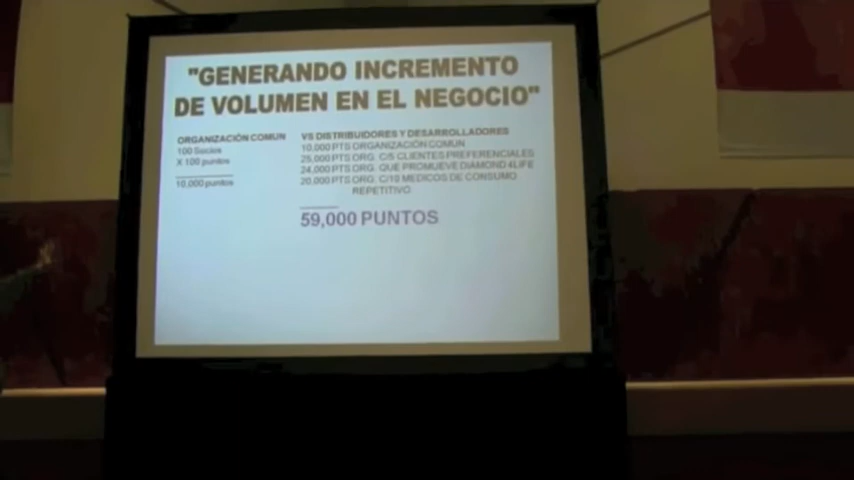 "GENERANDO INCREMENTO
DE VOLUMEN EN EL NEGOCIO"
ORGANIZACIÓN COMUN
100 Socios
X 100 puntos
10,000 puntos
VS DISTRIBUIDORES Y DESARROLLADORES
10,000 PTS ORGANIZACIÓN COMUN
25,000 PTS ORG. C/5 CLIENTES PREFERENCIALES
24,000 PTS ORG. QUE PROMUEVE DIAMOND 4LIFE
20,000 PTS ORG. C/10 MEDICOS DE CONSUMO
REPETITIVO
59,000 PUNTOS